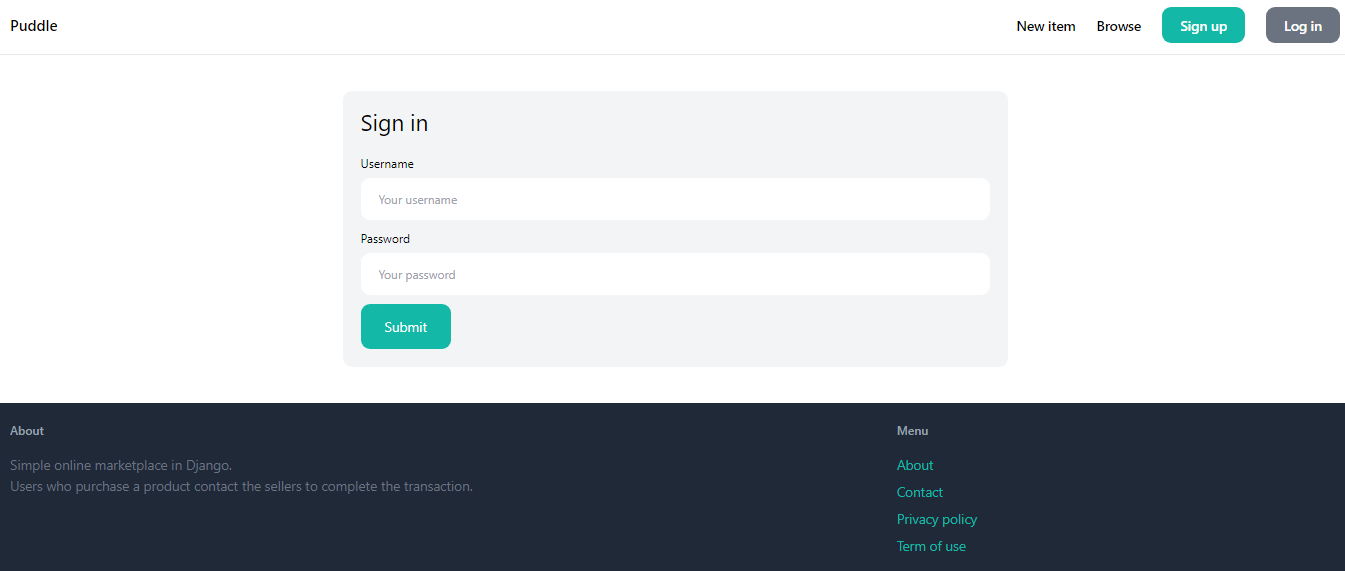 Puddle
New item Browse Sign up Log in
Sign in
Username
Your username
Password
Your password
Submit
About
Simple online marketplace in Django.
Users who purchase a product contact the sellers to complete the transaction.
Menu
About
Contact
Privacy policy
Term of use